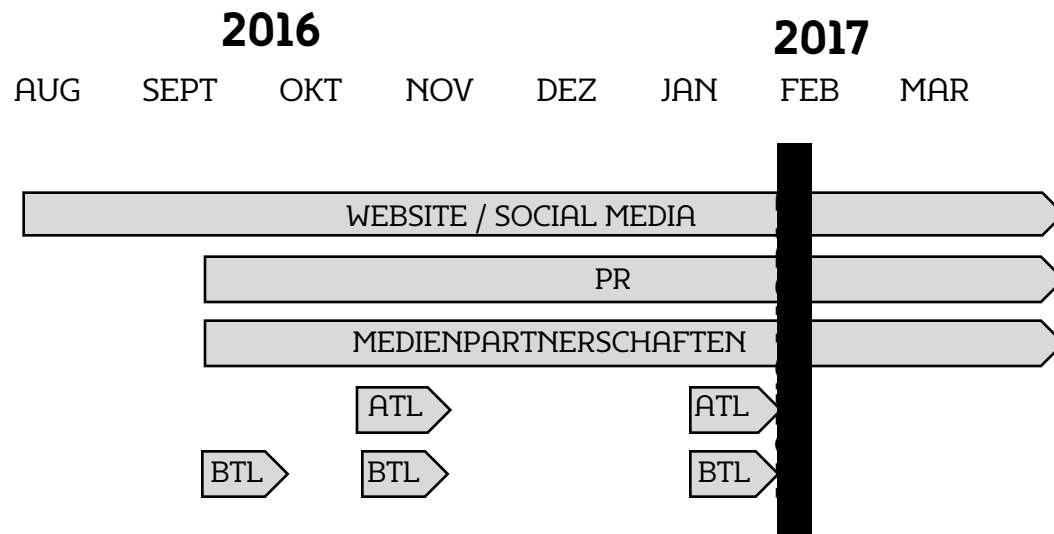 2016 2017
AUG SEPT OKT NOV DEZ JAN FEB MAR
WEBSITE / SOCIAL MEDIA
PR
MEDIENPARTNERSCHAFTEN
ATL ATL
BTL BTL BTL